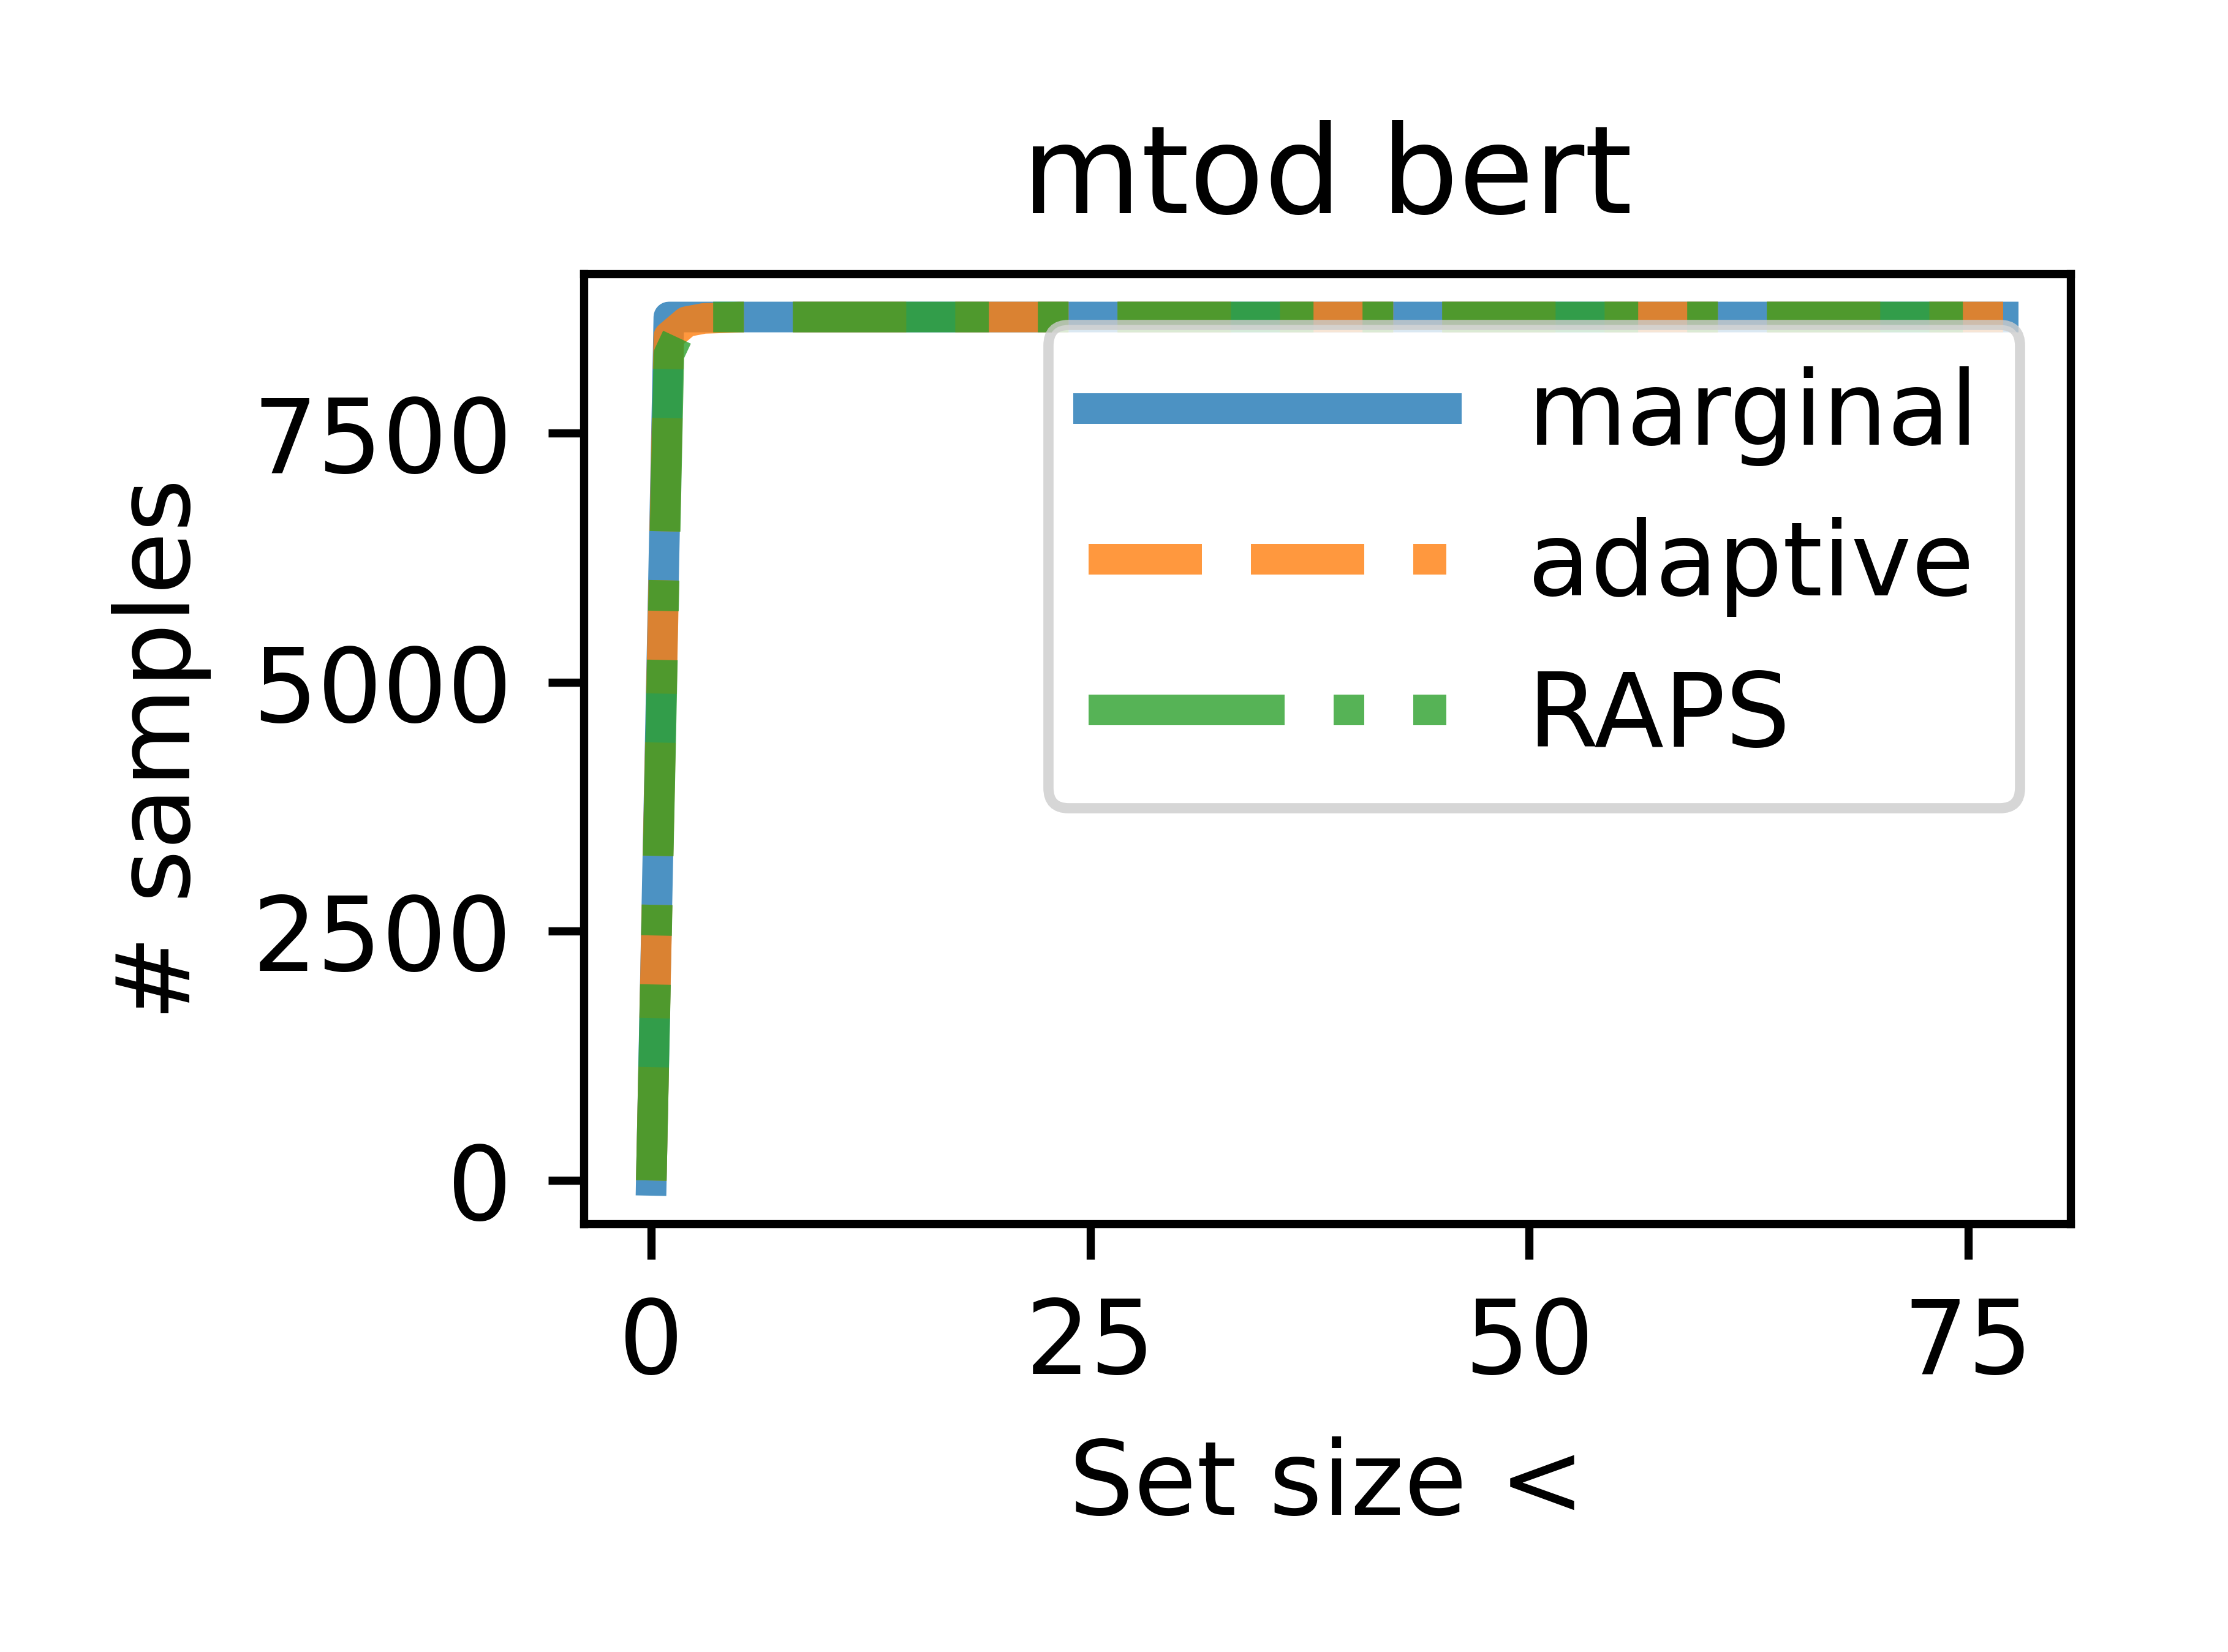 mtod bert
# samples
7500
5000
2500
0
marginal
adaptive
RAPS
0 25 50 75
Set size <